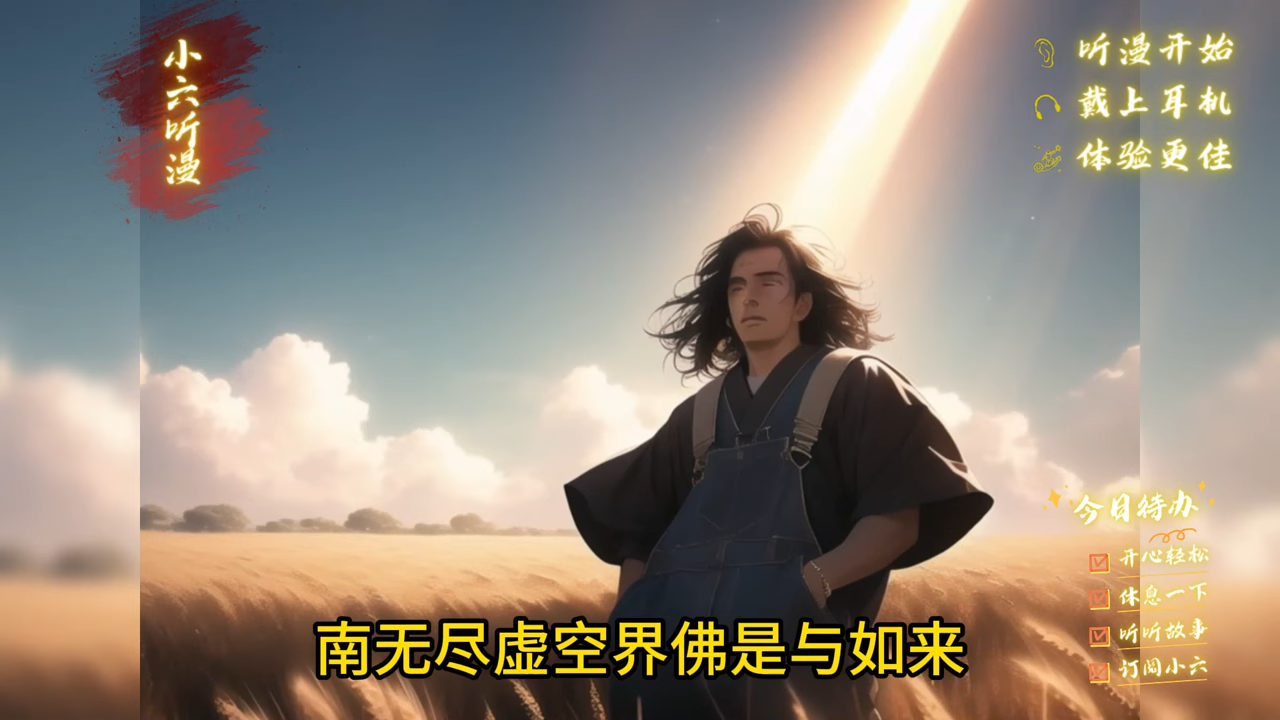 小六听漫
听漫开始
戴上耳机
体验更佳
今日待办
开心轻松
休息一下
听听故事
订阅小六
南无尽虚空界佛是与如来